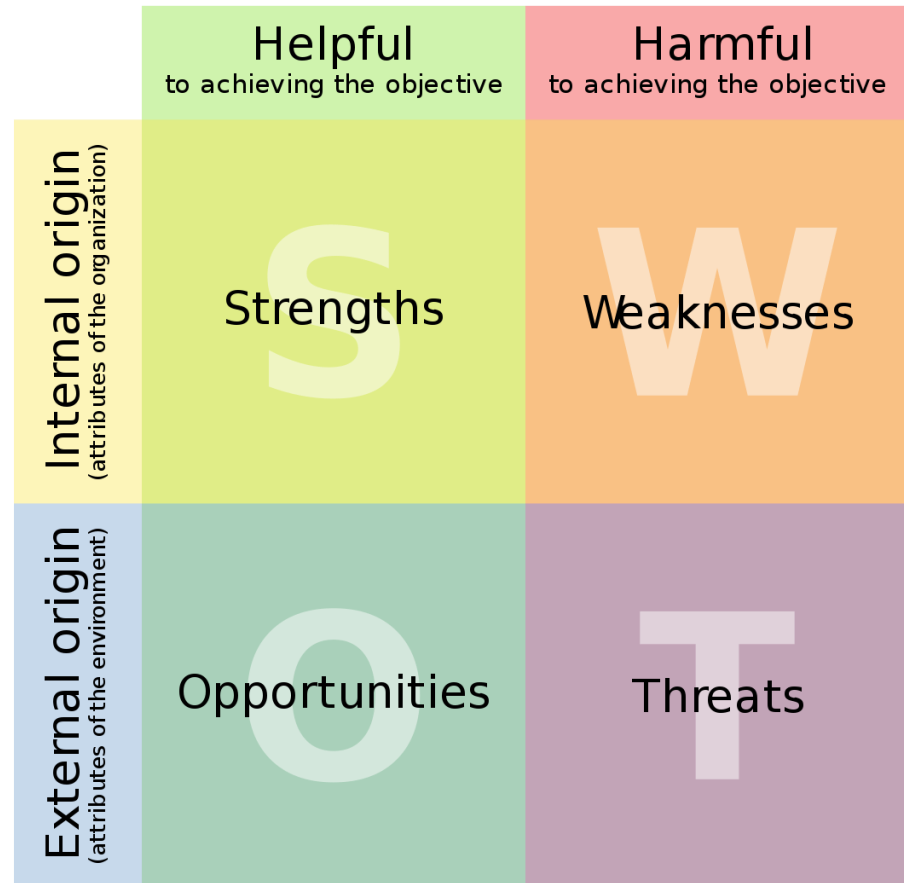 Helpful
to achieving the objective
Harmful
to achieving the objective
Internal origin
(attributes of the organization)
S
Strengths
W
Weaknesses
External origin
(attributes of the environment)
O
Opportunities
T
Threats